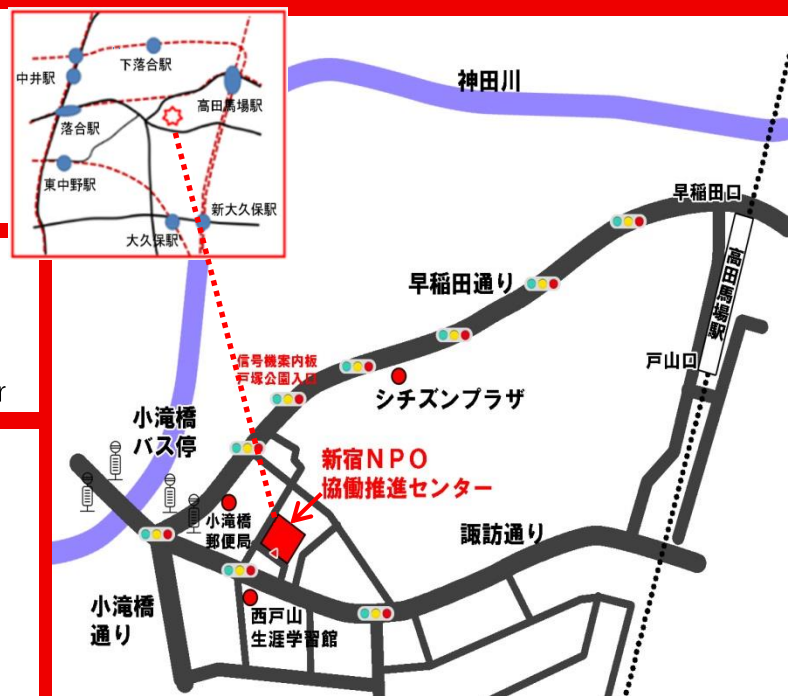 中井駅
下落合駅
高田馬場駅
落合駅
東中野駅
新大久保駅
大久保駅
神田川
早稲田口
高田馬場駅
早稲田通り
戸山口
信号機案内板
戸塚公園入口
シチズンプラザ
r
小滝橋
バス停
新宿NPO
協働推進センター
小滝橋
郵便局
諏訪通り
小滝橋
通り
西戸山
生涯学習館